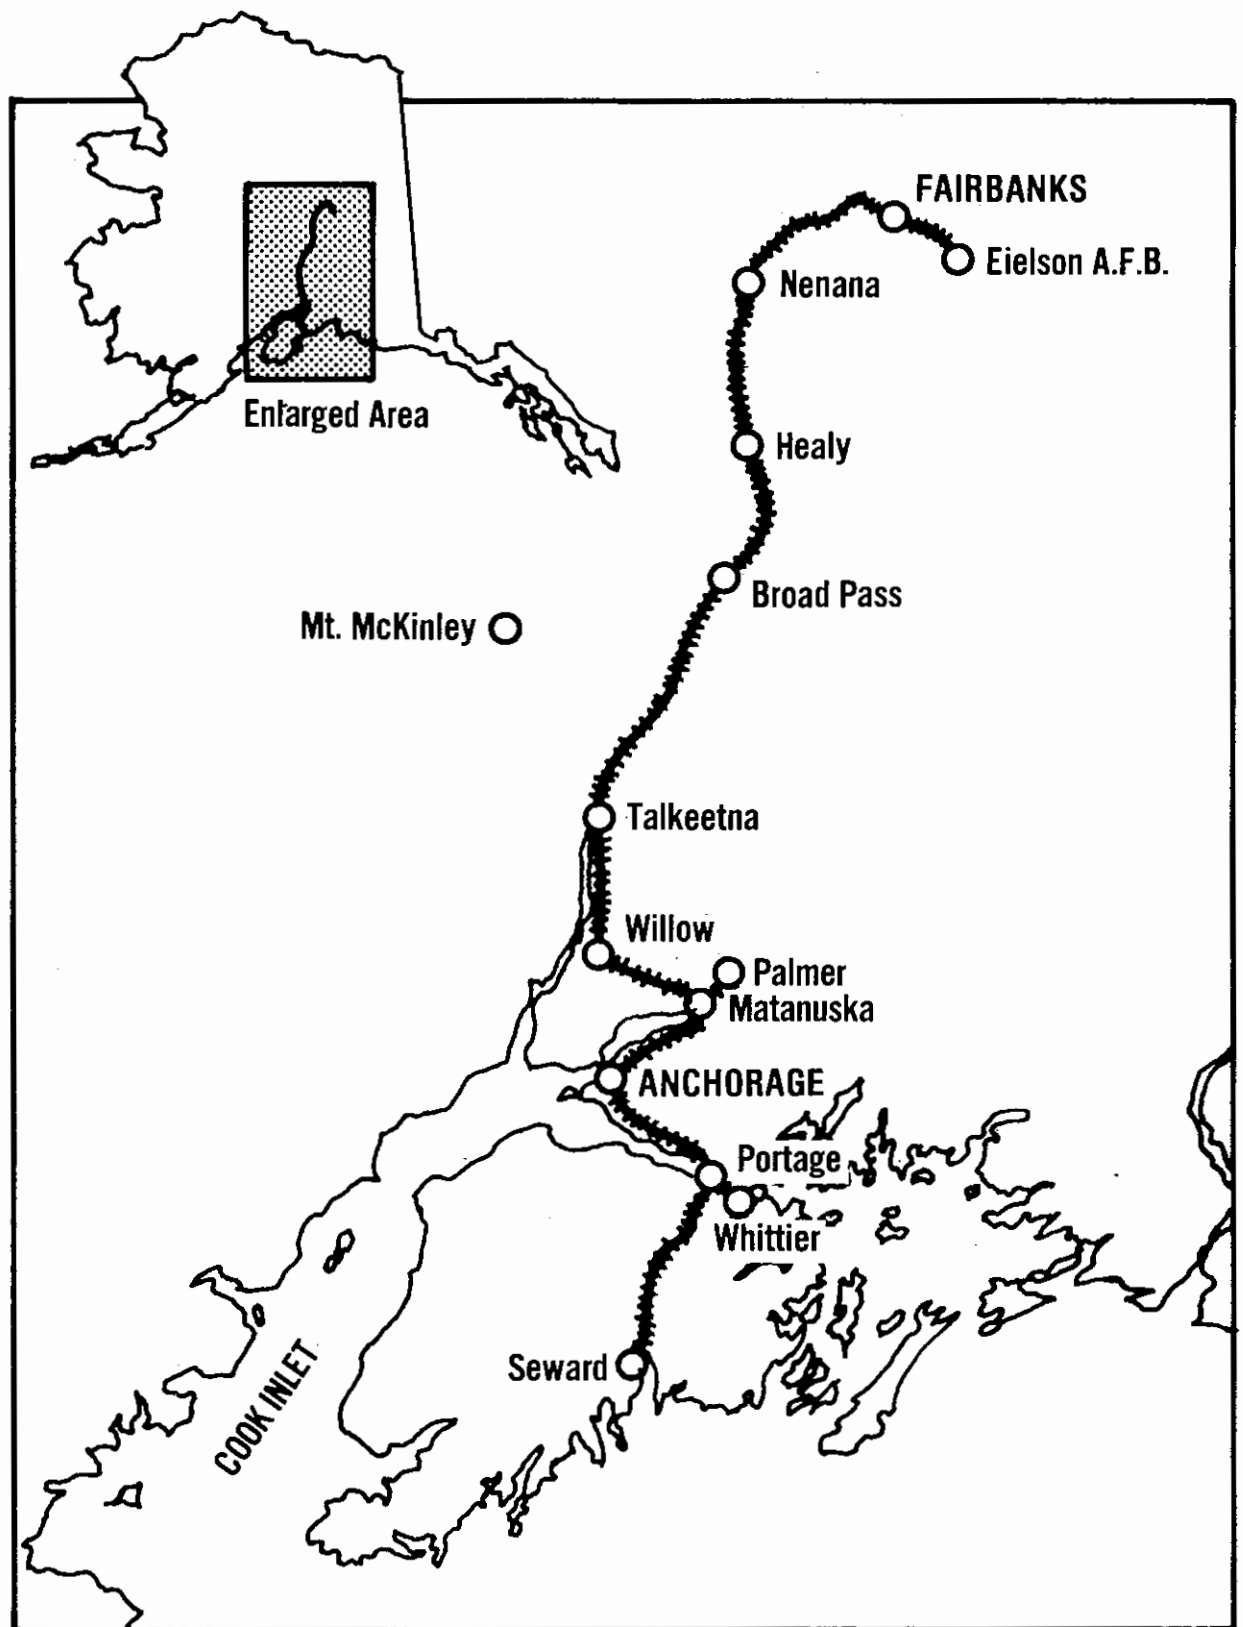 FAIRBANKS
Eielson A.F.B.
Nenana
Enlarged Area
Healy
Broad Pass
Mt. McKinley
Talkeetna
Willow
Palmer
Matanuska
ANCHORAGE
Portage
Whittier
Seward
COOK INLET